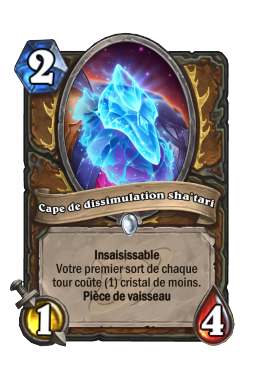 2
Cape de dissimulation sha'tari
Insaisissable
Votre premier sort de chaque
tour coûte (1) cristal de moins.
Pièce de vaisseau
1
4